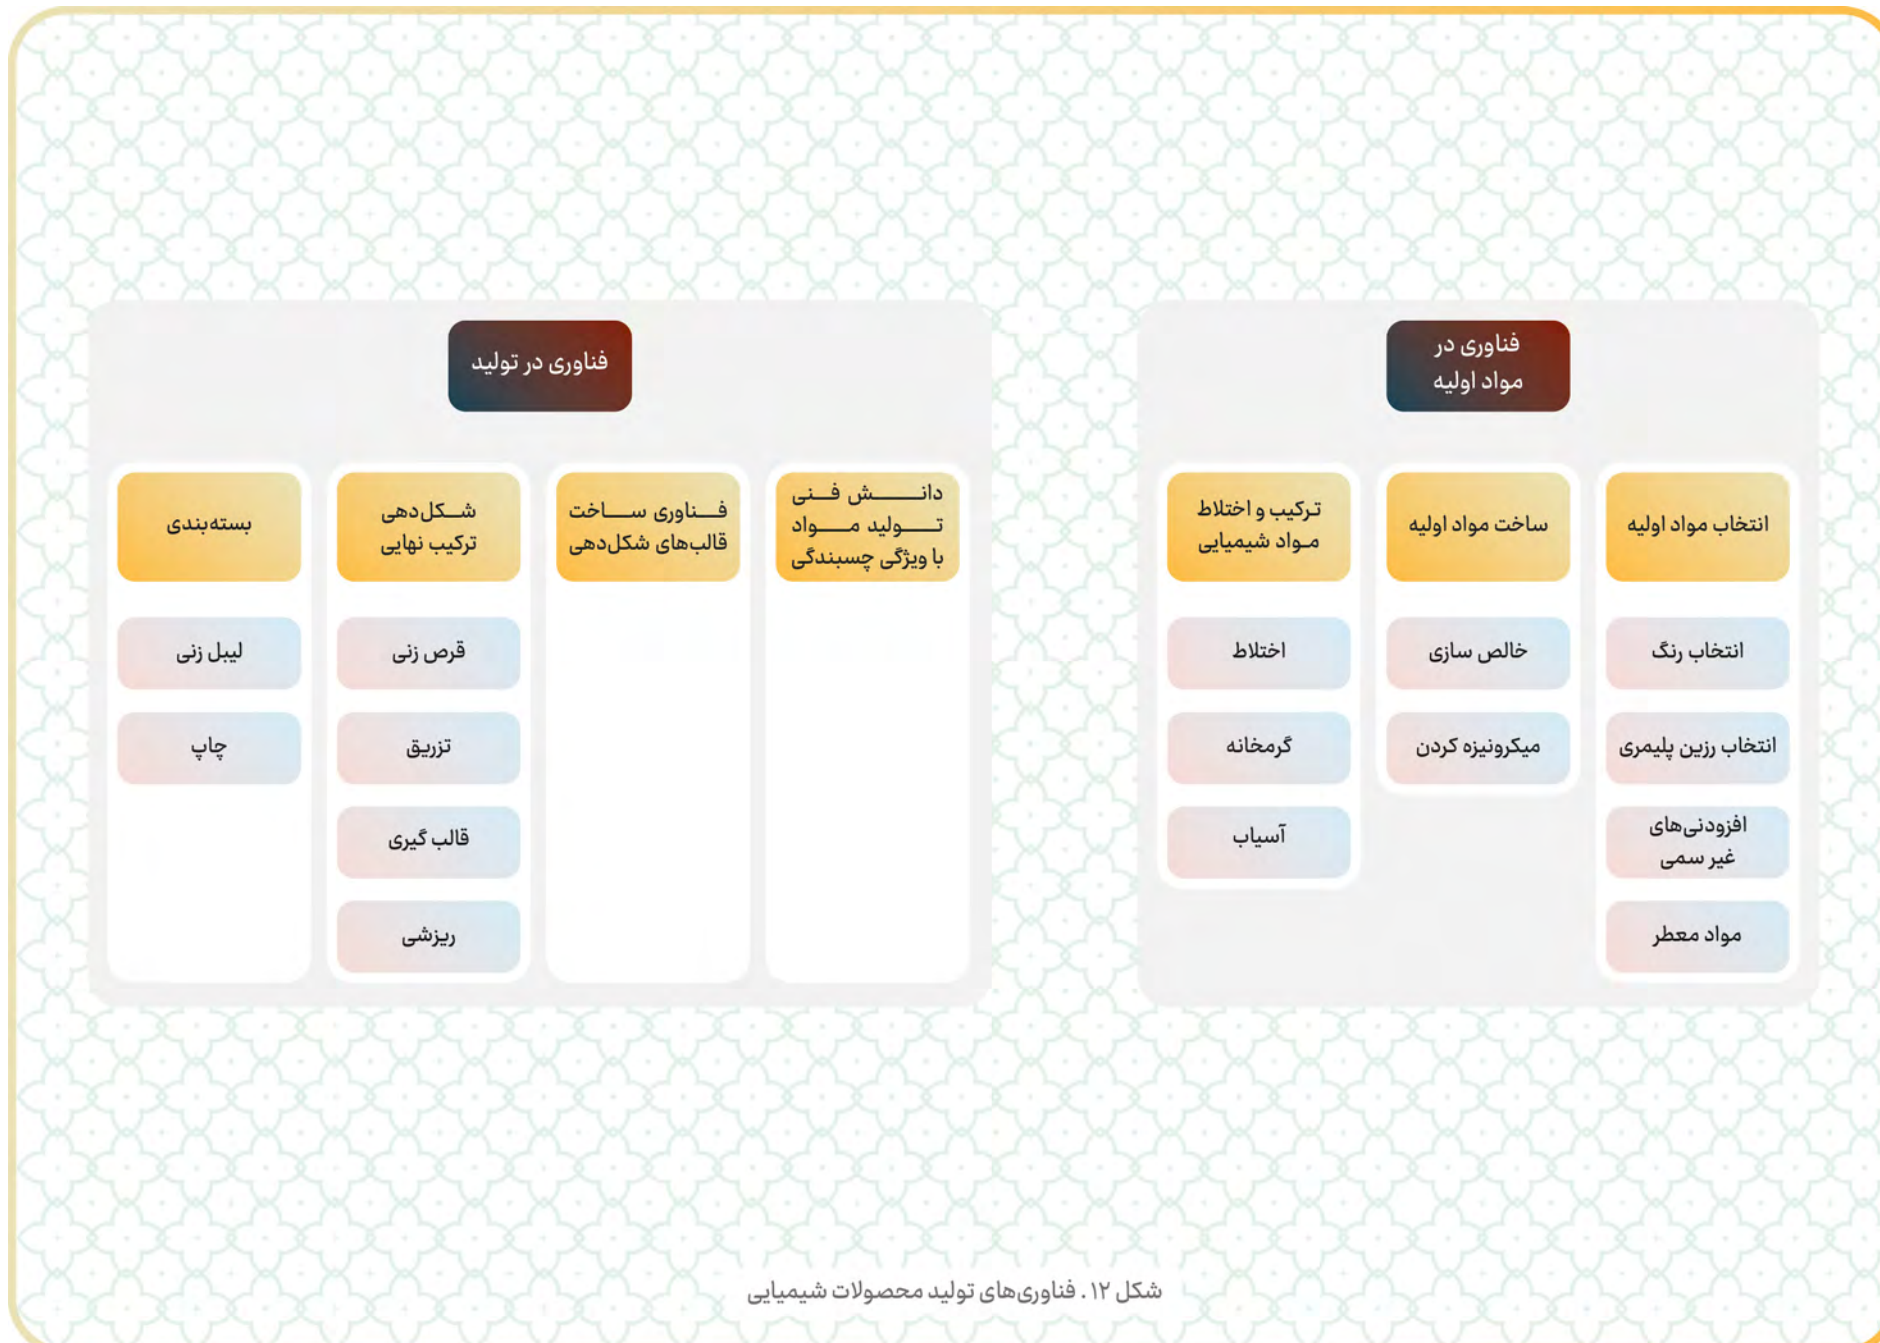 فناوری در
مواد اولیه
انتخاب مواد اولیه
انتخاب رنگ
انتخاب رزین پلیمری
افزودنی‌های
غیر سمی
مواد معطر
ساخت مواد اولیه
خالص سازی
میکرونیزه کردن
ترکیب و اختلاط
مواد شیمیایی
اختلاط
گرمخانه
آسیاب
فناوری در تولید
دانش فنی
تولید مواد
با ویژگی چسبندگی
فناوری ساخت
قالب‌های شکل‌دهی
شکل‌دهی
ترکیب نهایی
قرص زنی
تزریق
قالب گیری
ریزشی
بسته‌بندی
لیبل زنی
چاپ
شکل ۱۲. فناوری‌های تولید محصولات شیمیایی